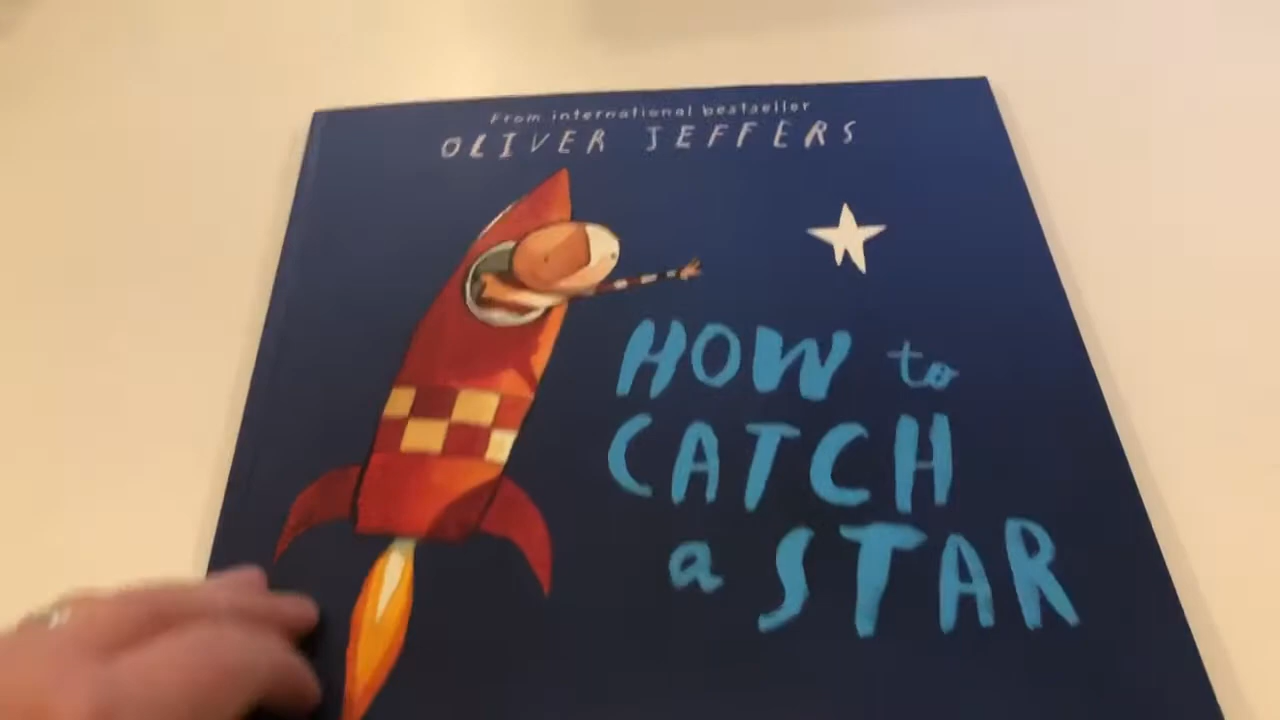 From international bestseller
OLIVER JEFFERS
HOW to
CATCH
a STAR